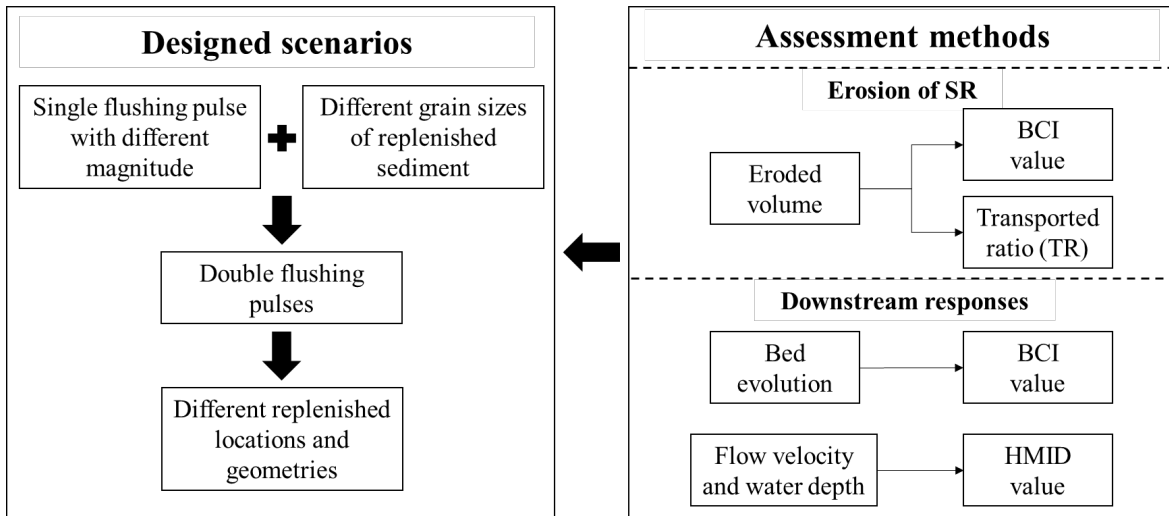 Designed scenarios
Single flushing pulse
with different
magnitude
Different grain sizes
of replenished
sediment
Double flushing
pulses
Different replenished
locations and
geometries
Assessment methods
Erosion of SR
Eroded
volume
BCI
value
Transported
ratio (TR)
Downstream responses
Bed
evolution
BCI
value
Flow velocity
and water depth
HMID
value